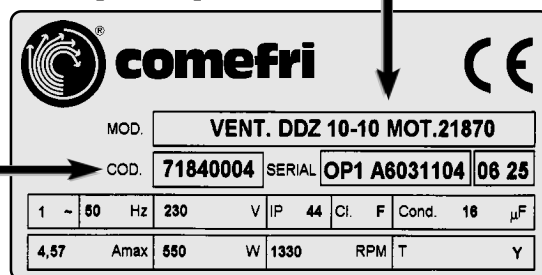 ® comefri CE
MOD. VENT. DDZ 10-10 MOT.21870
COD. 71840004 SERIAL OP1 A6031104 06 25
1 ~ 50 Hz 230 V IP 44 Cl. F Cond. 16 µF
4,57 Amax 550 W 1330 RPM T Y